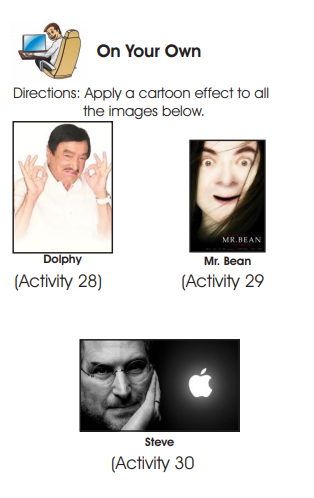 On Your Own
Directions: Apply a cartoon effect to all
the images below.
MR.BEAN
Dolphy
Mr. Bean
(Activity 28)
(Activity 29
Steve
(Activity 30